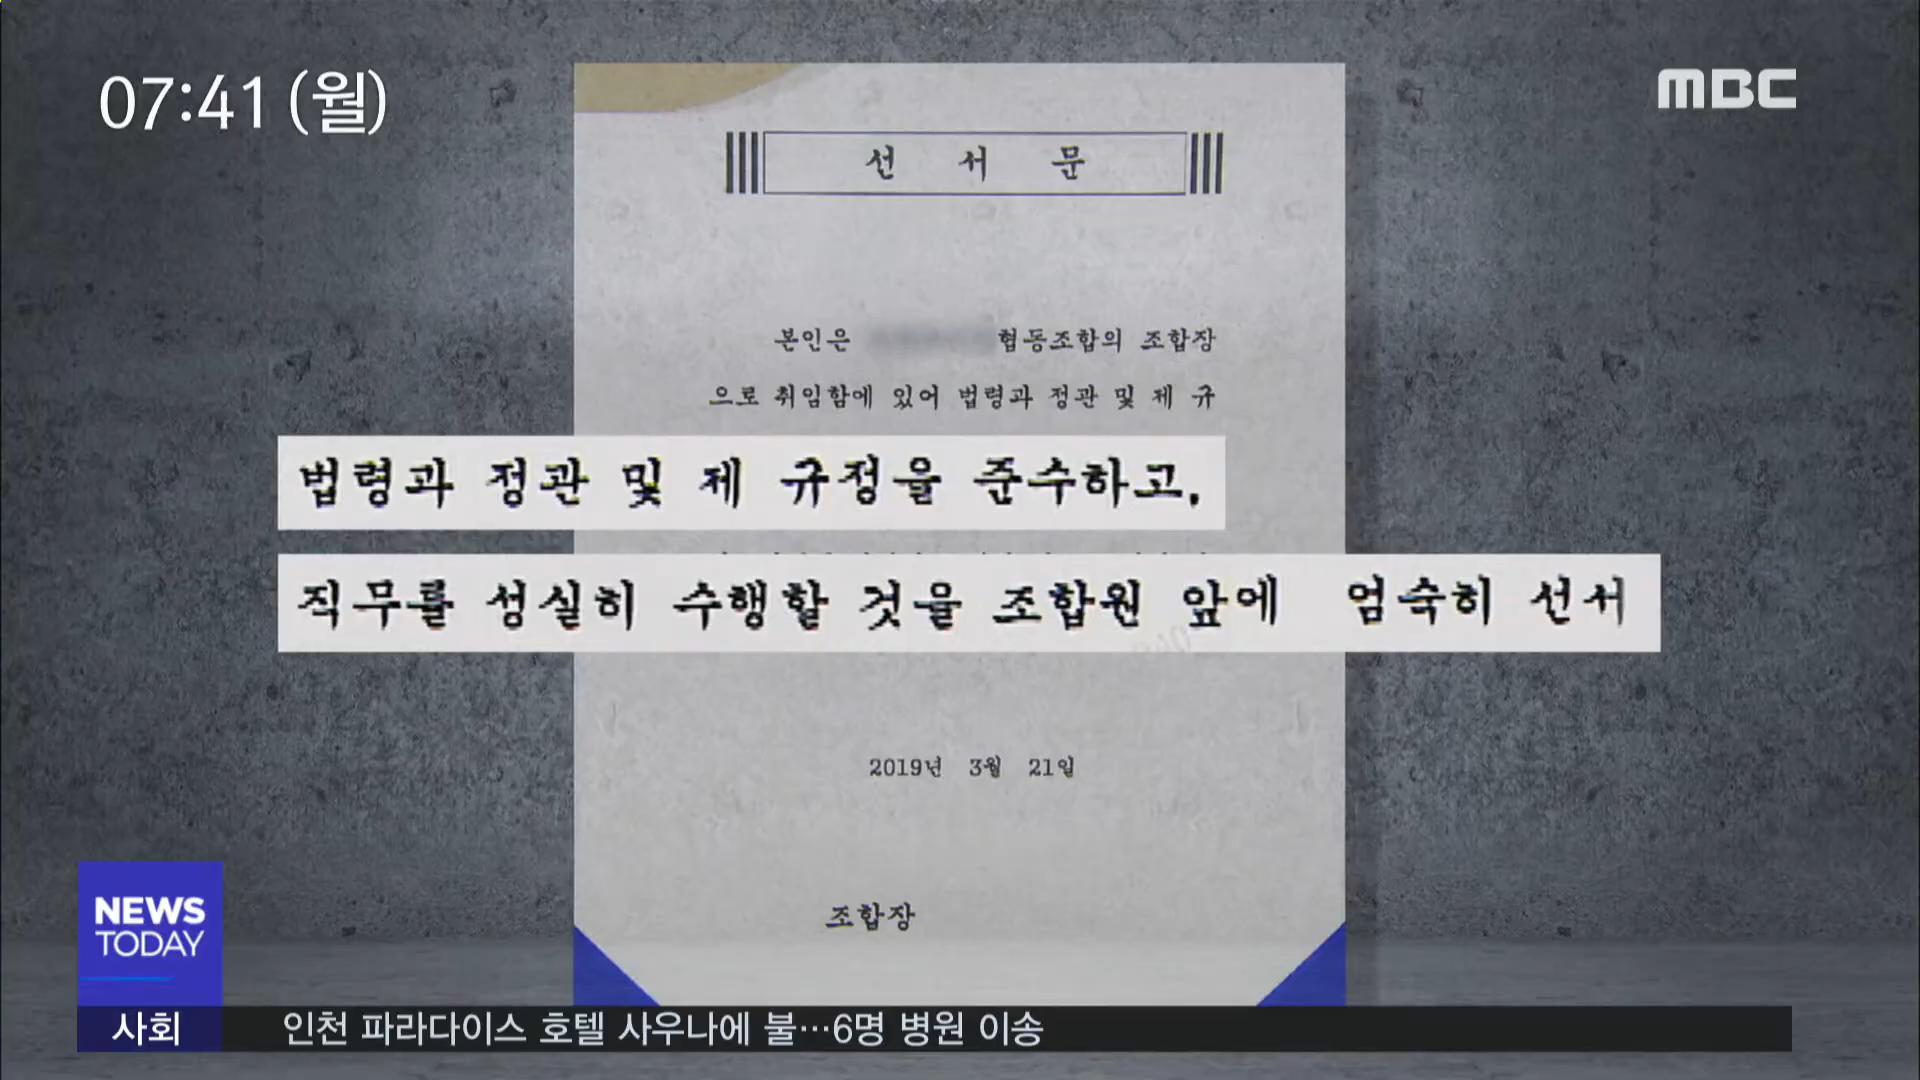 07:41 (월)
MBC
선 서 문
본인은 협동조합의 조합장
으로 취임함에 있어 법령과 정관 및 제 규
법령과 정관 및 제 규정을 준수하고,
직무를 성실히 수행할 것을 조합원 앞에 엄숙히 선서
2019년 3월 21일
조합장
NEWS
TODAY
사회 인천 파라다이스 호텔 사우나에 불…6명 병원 이송